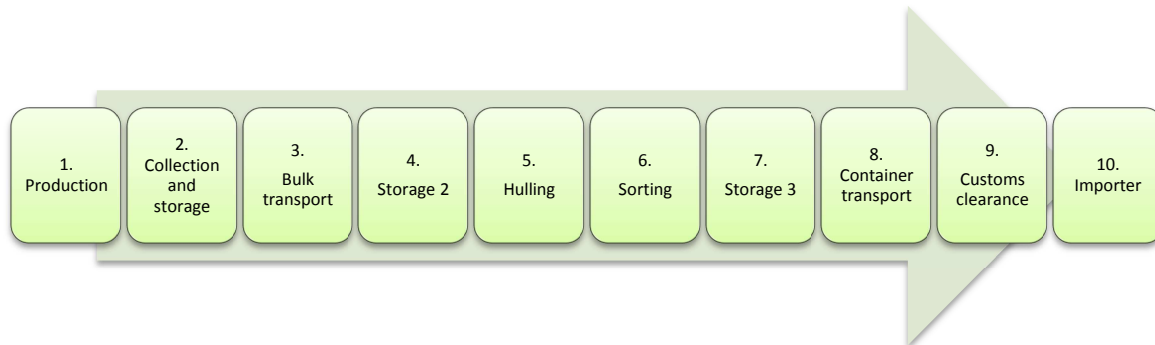 1.
Production
2.
Collection
and
storage
3.
Bulk
transport
4.
Storage 2
5.
Hulling
6.
Sorting
7.
Storage 3
8.
Container
transport
9.
Customs
clearance
10.
Importer